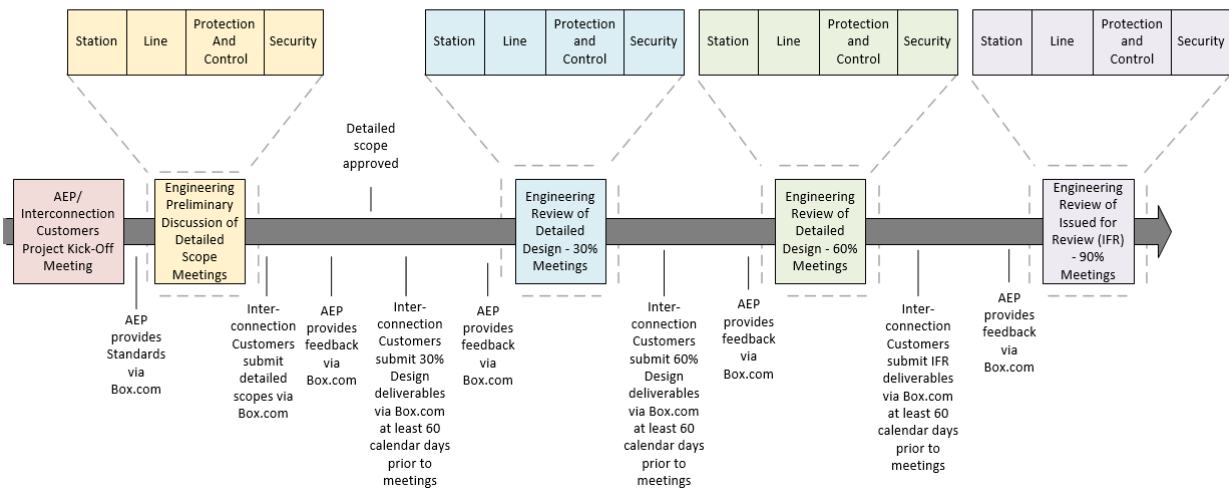 Station
Line
Protection
And
Control
Security
Station
Line
Protection
and
Control
Security
Station
Line
Protection
and
Control
Security
Station
Line
Protection
and
Control
Security
Detailed
scope
approved
AEP/
Interconnection
Customers
Project Kick-Off
Meeting
Engineering
Preliminary
Discussion of
Detailed
Scope
Meetings
Engineering
Review of
Detailed
Design - 30%
Meetings
Engineering
Review of
Detailed
Design - 60%
Meetings
Engineering
Review of
Issued for
Review (IFR)
- 90%
Meetings
AEP
provides
Standards
via
Box.com
Inter-
connection
Customers
submit
detailed
scopes via
Box.com
AEP
provides
feedback
via
Box.com
Inter-
connection
Customers
submit 30%
Design
deliverables
via Box.com
at least 60
calendar days
prior to
meetings
AEP
provides
feedback
via
Box.com
Inter-
connection
Customers
submit 60%
Design
deliverables
via Box.com
at least 60
calendar days
prior to
meetings
AEP
provides
feedback
via
Box.com
Inter-
connection
Customers
submit IFR
deliverables
via Box.com
at least 60
calendar days
prior to
meetings
AEP
provides
feedback
via
Box.com